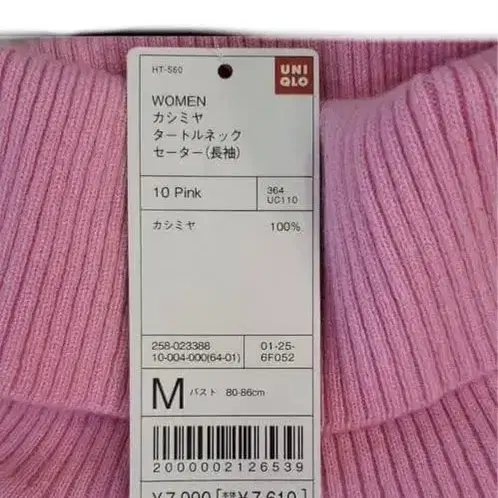 HT-S60
UNI
QLO
WOMEN
カシミヤ
タートルネック
セーター(長袖)
10 Pink
364
UC110
カシミヤ 100%
258-023388
10-004-000(64-01)
01-25-
6F052
M バスト 80-86cm
2000002126539